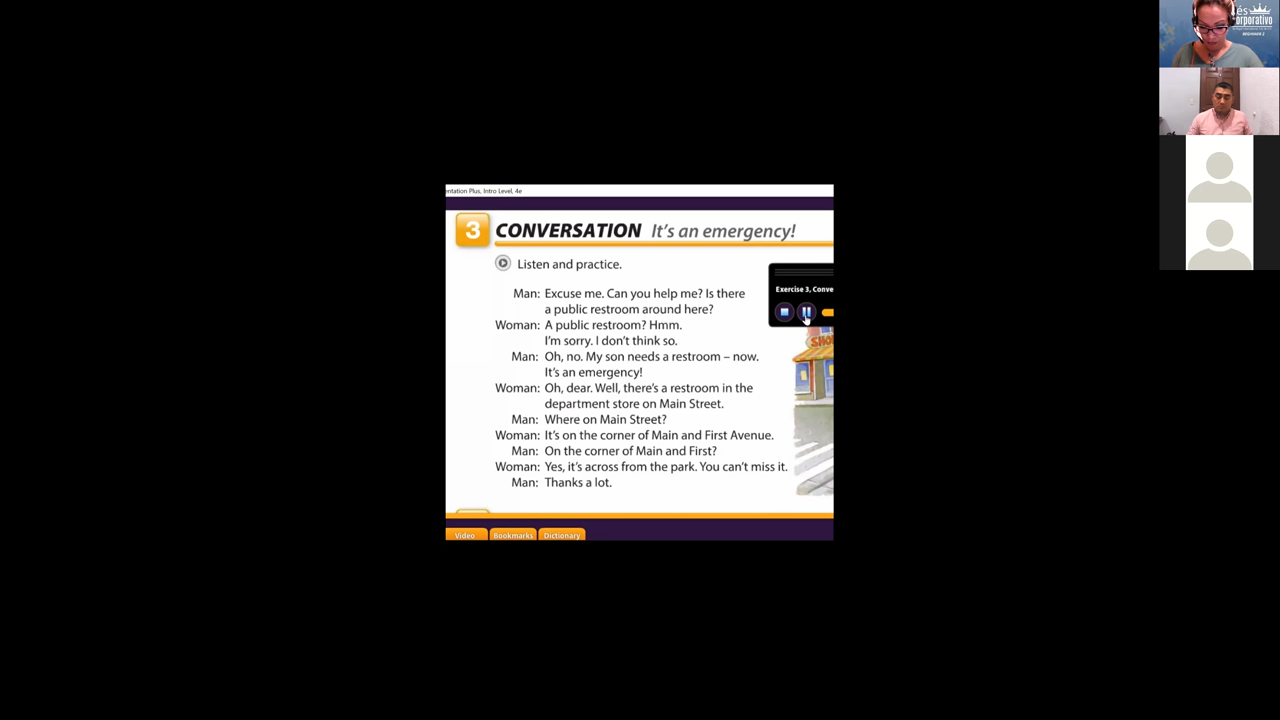 és
corporativo
BEGINNER 2
ntation Plus, Intro Level, 4e
3 CONVERSATION It's an emergency!
Listen and practice.
Man: Excuse me. Can you help me? Is there
a public restroom around here?
Woman: A public restroom? Hmm.
I'm sorry. I don't think so.
Man: Oh, no. My son needs a restroom – now.
It's an emergency!
Woman: Oh, dear. Well, there's a restroom in the
department store on Main Street.
Man: Where on Main Street?
Woman: It's on the corner of Main and First Avenue.
Man: On the corner of Main and First?
Woman: Yes, it's across from the park. You can't miss it.
Man: Thanks a lot.
Exercise 3, Conve
SHO
Video Bookmarks Dictionary